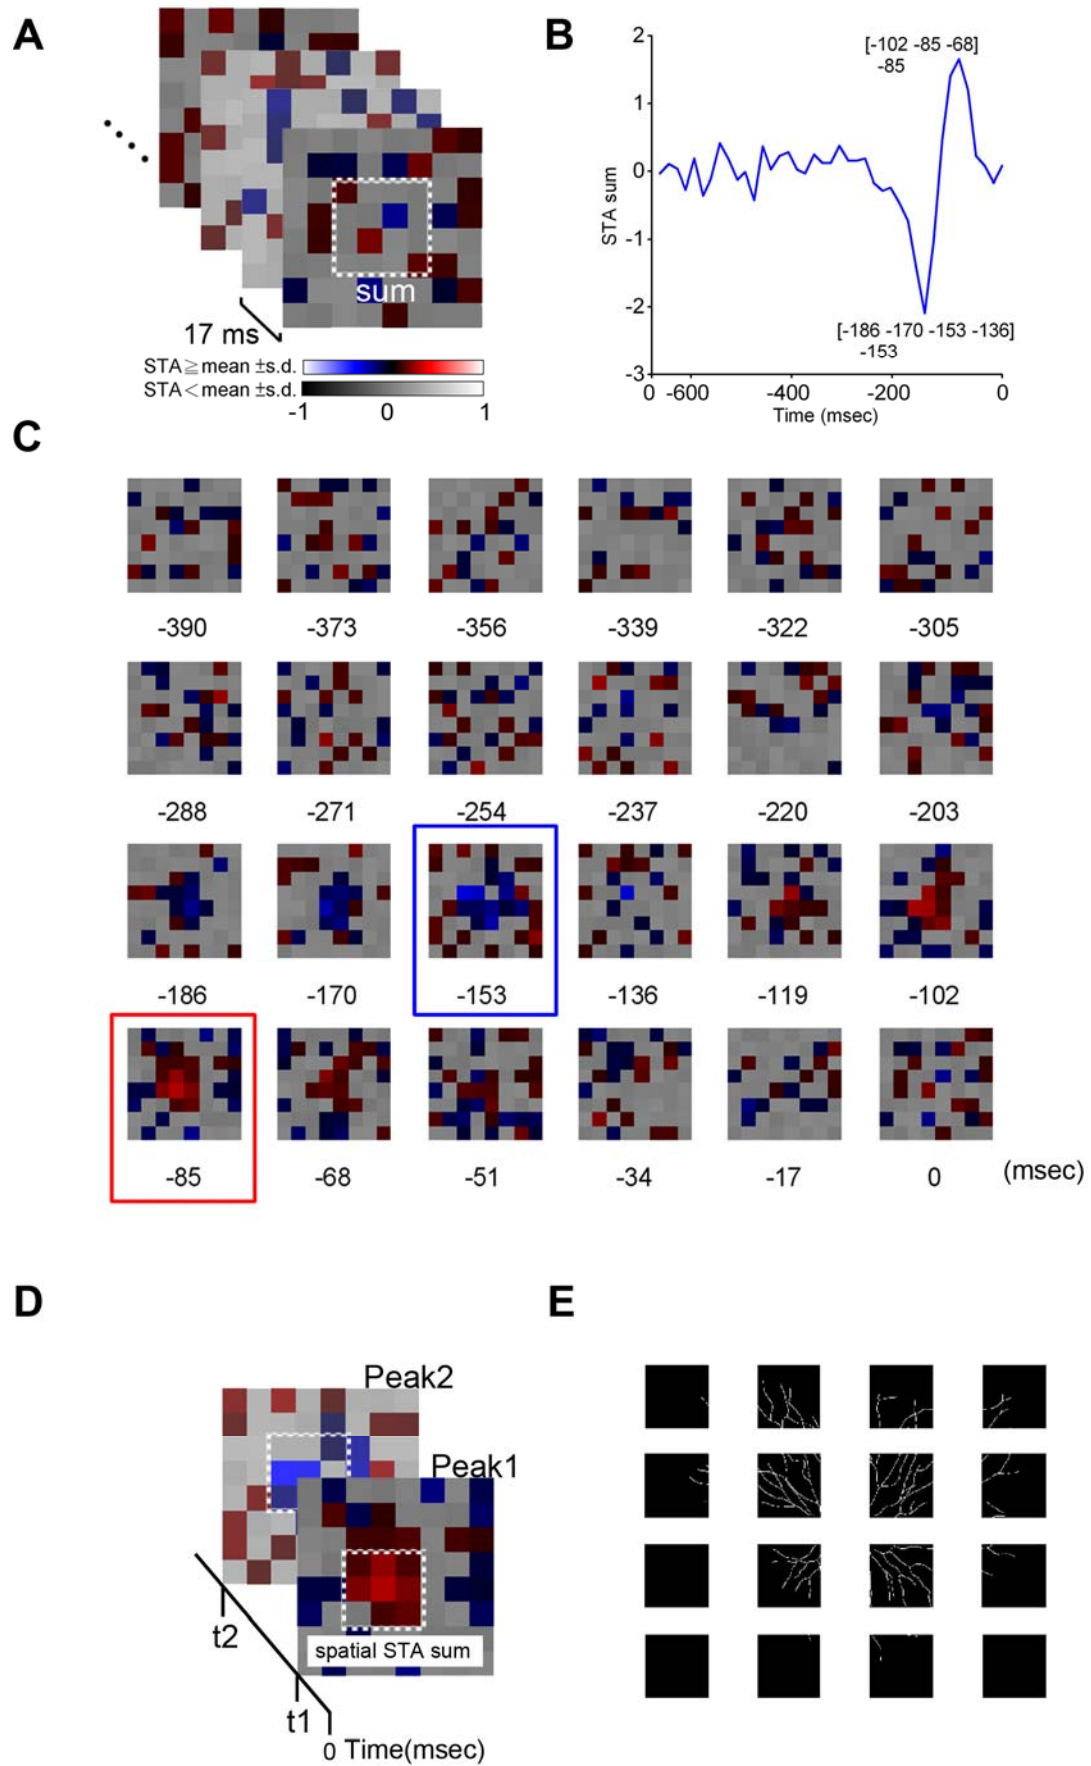 A
sum
17 ms
STA ≧ mean ±s.d.
STA < mean ±s.d.
-1 0 1
B
2
1
0
-1
-2
-3
STA sum
[-102 -85 -68]
-85
[-186 -170 -153 -136]
-153
0 -600 -400 -200 0
Time (msec)
C
-390 -373 -356 -339 -322 -305
-288 -271 -254 -237 -220 -203
-186 -170 -153 -136 -119 -102
-85 -68 -51 -34 -17 0 (msec)
D
Peak2
Peak1
spatial STA sum
t2
t1
0 Time(msec)
E